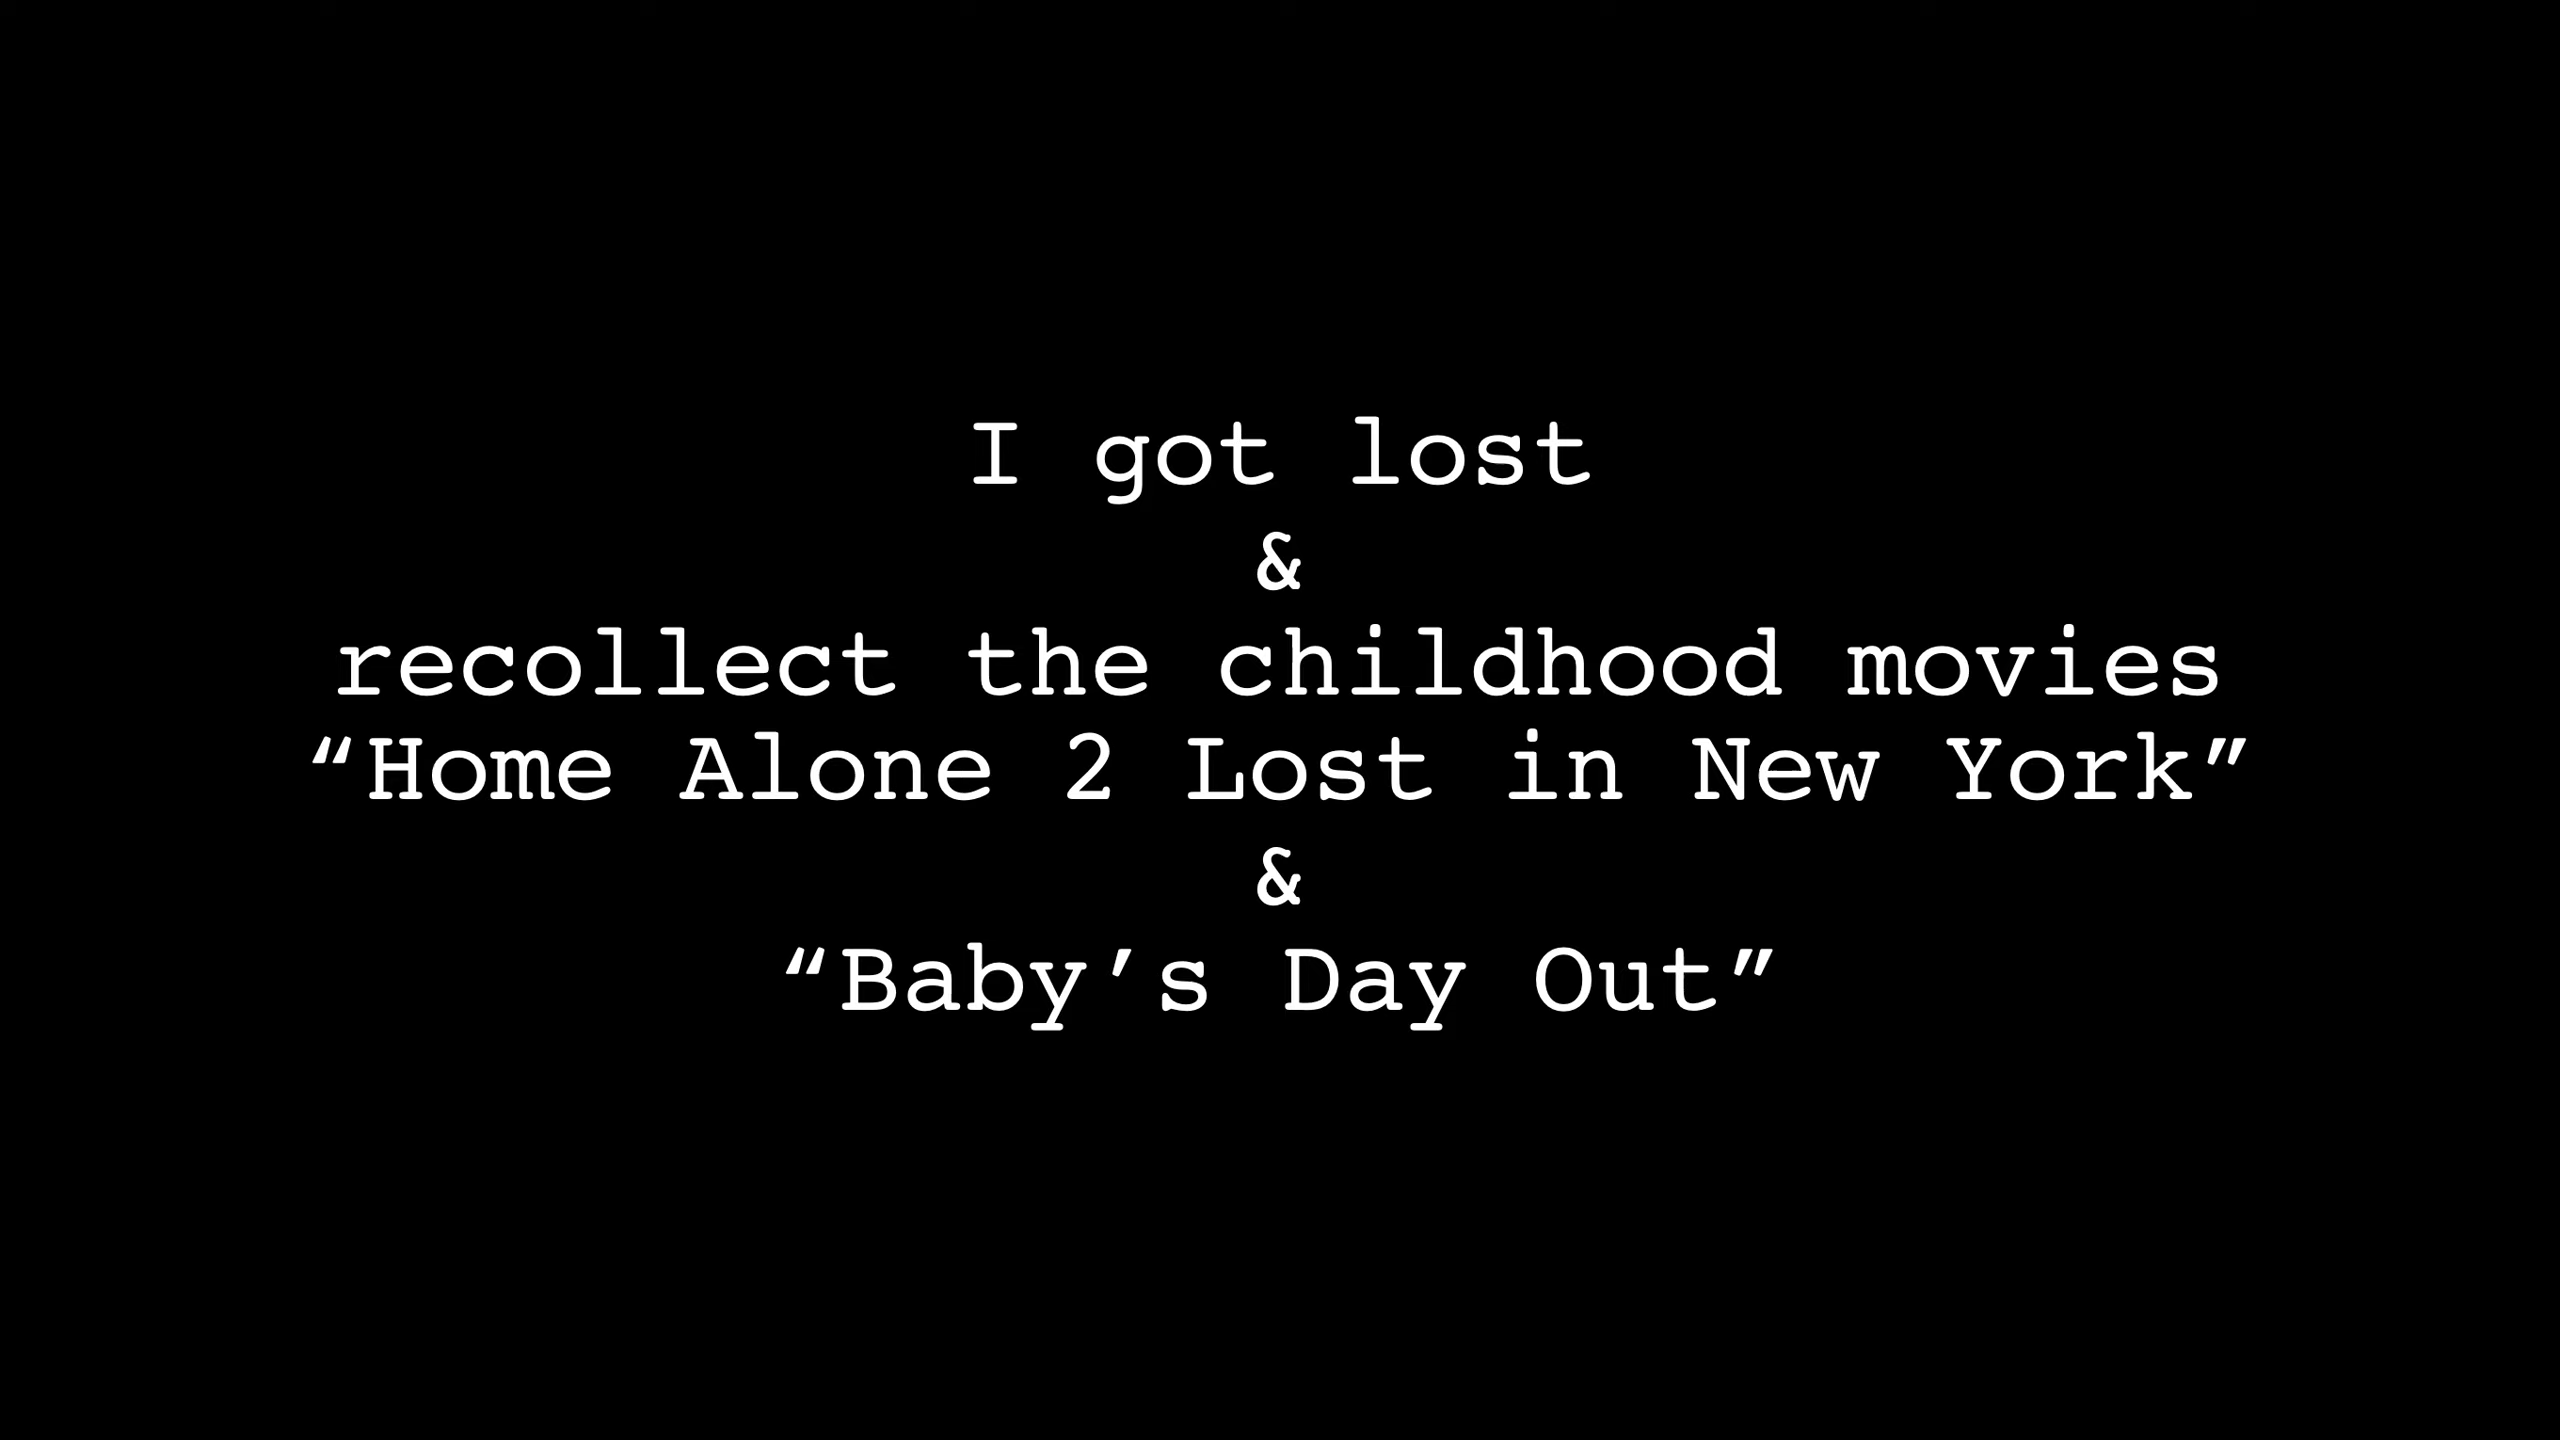 I got lost
&
recollect the childhood movies
“Home Alone 2 Lost in New York”
&
“Baby’s Day Out”